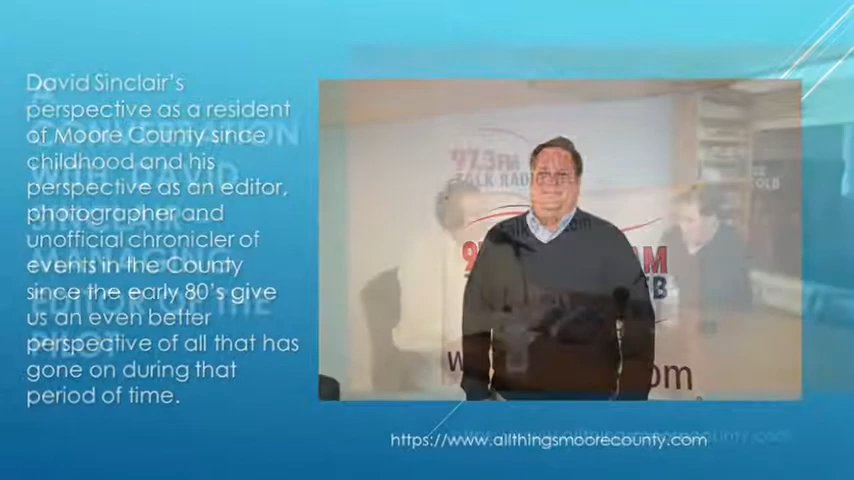 David Sinclair's
perspective as a resident
of Moore County since
childhood and his
perspective as an editor,
photographer and
unofficial chronicler of
events in the County
since the early 80's give
us an even better
perspective of all that has
gone on during that
period of time.
97.3FM
TALK RADIO
https://www.allthingsmoorecounty.com